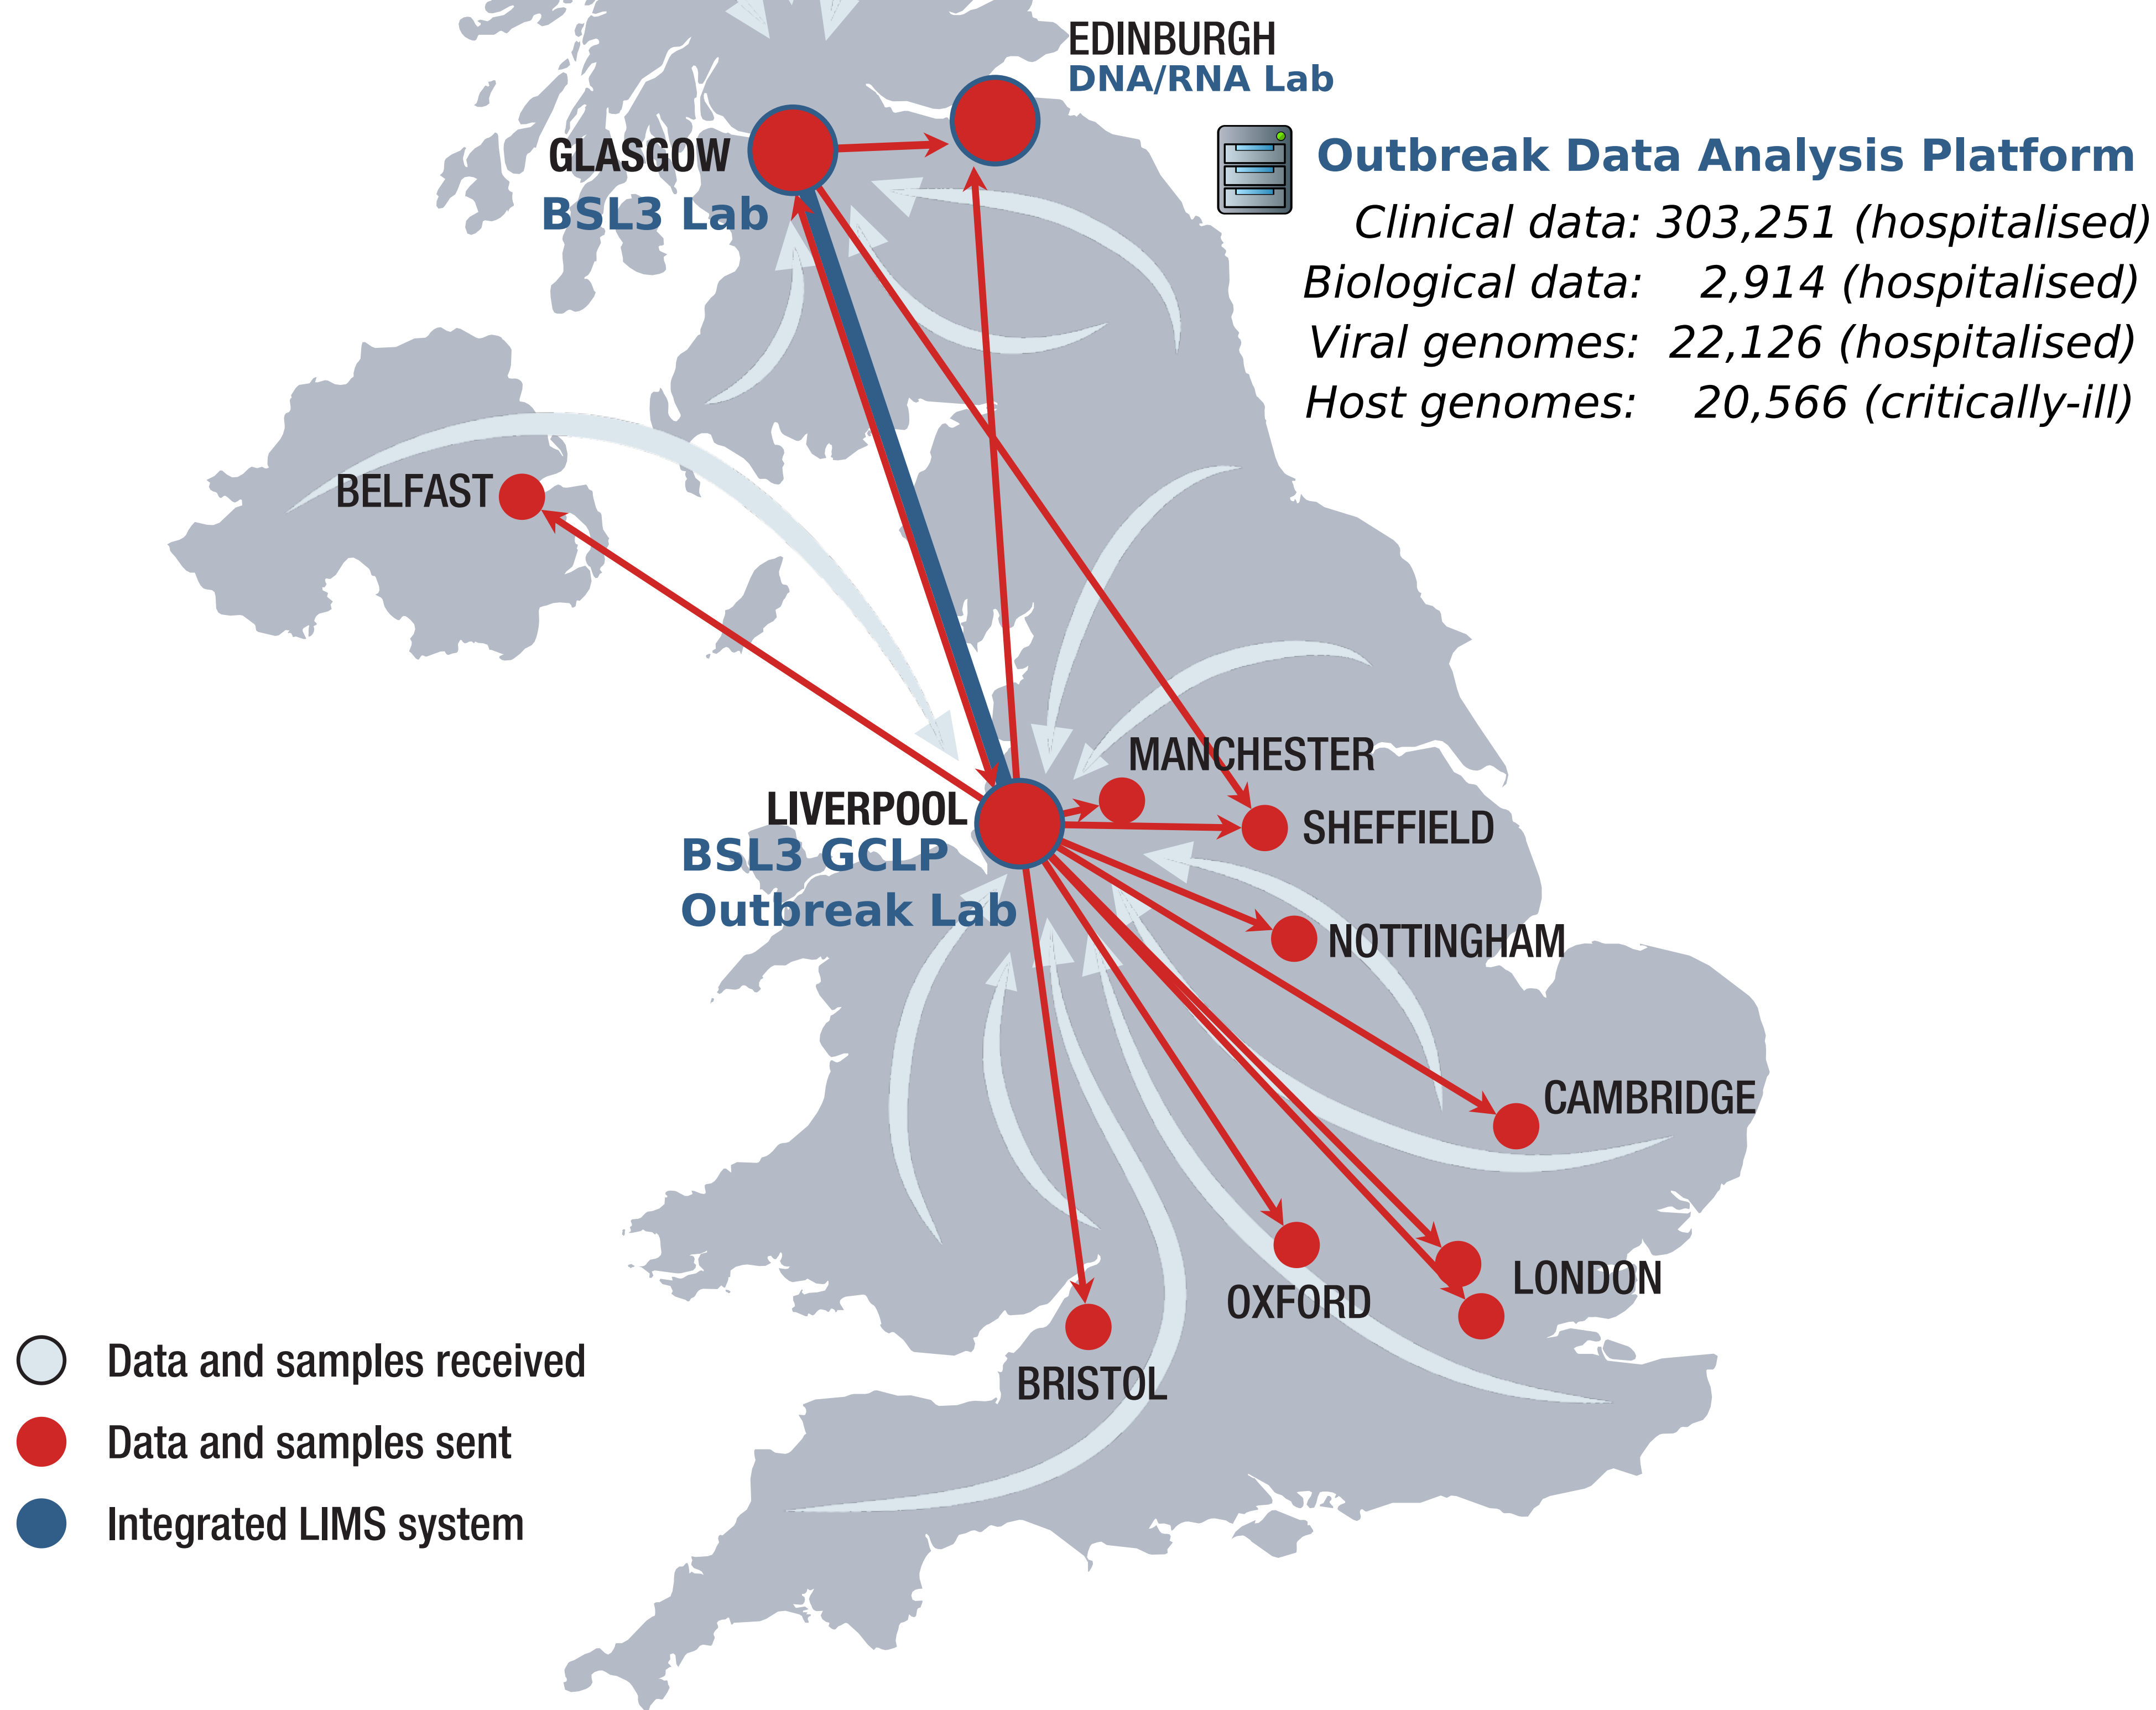 EDINBURGH
DNA/RNA Lab
GLASGOW
BSL3 Lab
Outbreak Data Analysis Platform
Clinical data: 303,251 (hospitalised)
Biological data: 2,914 (hospitalised)
Viral genomes: 22,126 (hospitalised)
Host genomes: 20,566 (critically-ill)
BELFAST
MANCHESTER
LIVERPOOL
BSL3 GCLP
Outbreak Lab
SHEFFIELD
NOTTINGHAM
CAMBRIDGE
LONDON
OXFORD
BRISTOL
Data and samples received
Data and samples sent
Integrated LIMS system